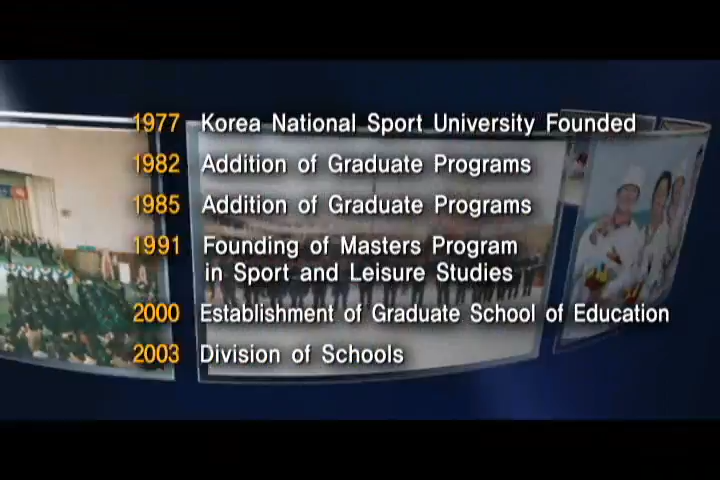 1977 Korea National Sport University Founded
1982 Addition of Graduate Programs
1985 Addition of Graduate Programs
1991 Founding of Masters Program
in Sport and Leisure Studies
2000 Establishment of Graduate School of Education
2003 Division of Schools